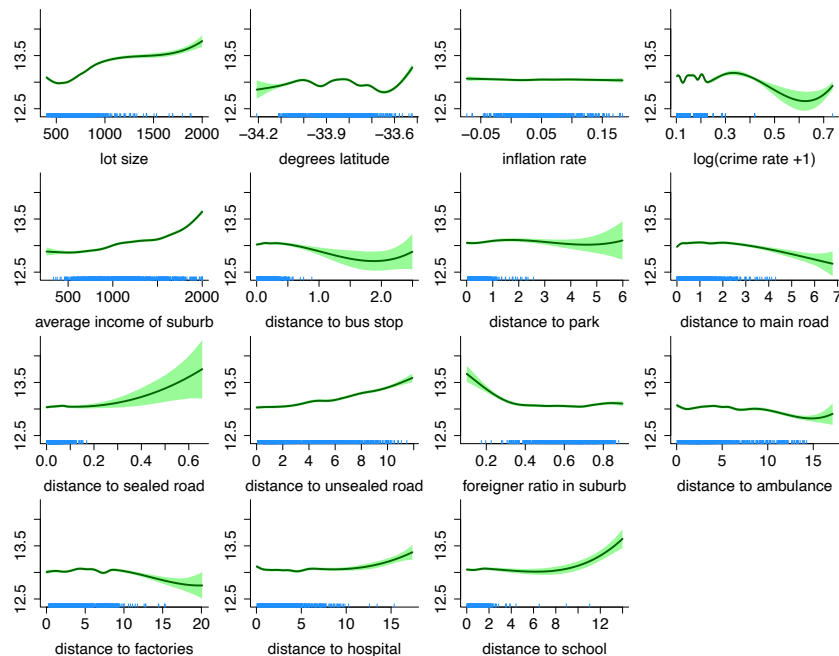 12.5 13.5 12.5 13.5 12.5 13.5 12.5 13.5
500 1000 1500 2000 −34.2 −33.9 −33.6 −0.05 0.05 0.15 0.1 0.3 0.5 0.7
lot size degrees latitude inflation rate log(crime rate +1)
12.5 13.5 12.5 13.5 12.5 13.5 12.5 13.5
500 1000 2000 0.0 1.0 2.0 0 1 2 3 4 5 6 0 1 2 3 4 5 6 7
average income of suburb distance to bus stop distance to park distance to main road
12.5 13.5 12.5 13.5 12.5 13.5 12.5 13.5
0.0 0.2 0.4 0.6 0 2 4 6 8 12 0.2 0.4 0.6 0.8 0 5 10 15
distance to sealed road distance to unsealed road foreigner ratio in suburb distance to ambulance
12.5 13.5 12.5 13.5 12.5 13.5
0 5 10 15 20 0 5 10 15 0 2 4 6 8 12
distance to factories distance to hospital distance to school